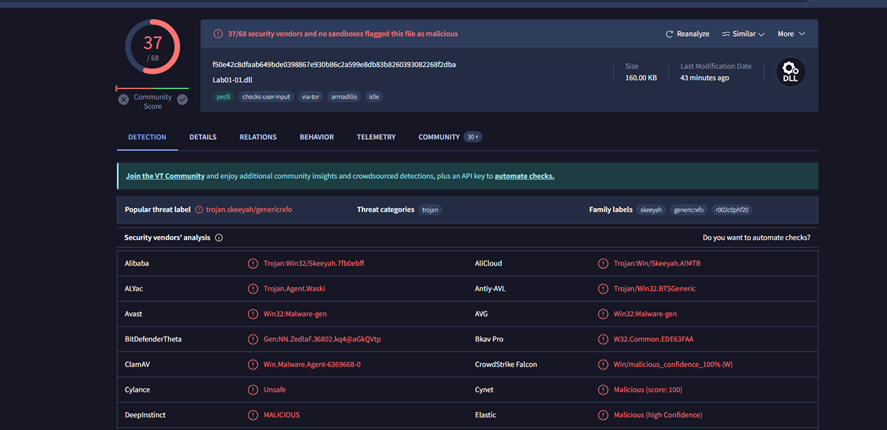 37
/ 68
Community
Score
37/68 security vendors and no sandboxes flagged this file as malicious
Reanalyze
Similar
More
f50e42c8dfaab649bde0398867e930b86c2a599e8db83b8260393082268f2dba
Lab01-01.dll
Size
160.00 KB
Last Modification Date
43 minutes ago
DLL
pedll checks-user-input via-tor armadillo idle
DETECTION DETAILS RELATIONS BEHAVIOR TELEMETRY COMMUNITY 30+
Join the VT Community and enjoy additional community insights and crowdsourced detections, plus an API key to automate checks.
Popular threat label trojan.skeeyah/genericrxfo Threat categories trojan Family labels skeeyah genericrxfo r002c0phf20
Security vendors' analysis Do you want to automate checks?
Alibaba Trojan:Win32/Skeeyah.7fb0ebff AliCloud Trojan:Win/Skeeyah.A!MTB
ALYac Trojan.Agent.Waski Antiy-AVL Trojan/Win32.BTSGeneric
Avast Win32:Malware-gen AVG Win32:Malware-gen
BitDefenderTheta Gen:NN.ZedlaF.36802.kq4@aGkQVtp Bkav Pro W32.Common.EDE63FAA
ClamAV Win.Malware.Agent-6369668-0 CrowdStrike Falcon Win/malicious_confidence_100% (W)
Cylance Unsafe Cynet Malicious (score: 100)
DeepInstinct MALICIOUS Elastic Malicious (high Confidence)